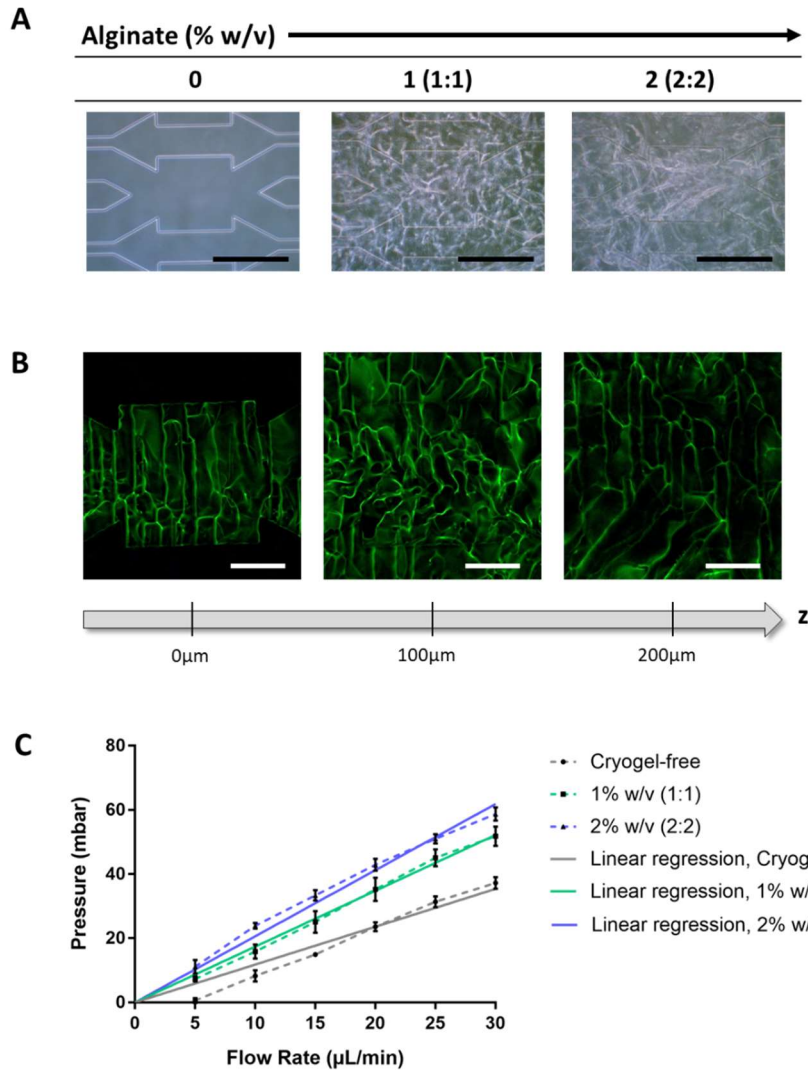 A
Alginate (% w/v)
0 1 (1:1) 2 (2:2)
B
z
0µm 100µm 200µm
C
80
60
40
20
0
Pressure (mbar)
0 5 10 15 20 25 30
Flow Rate (µL/min)
Cryogel-free
1% w/v (1:1)
2% w/v (2:2)
Linear regression, Cryog
Linear regression, 1% w/
Linear regression, 2% w/